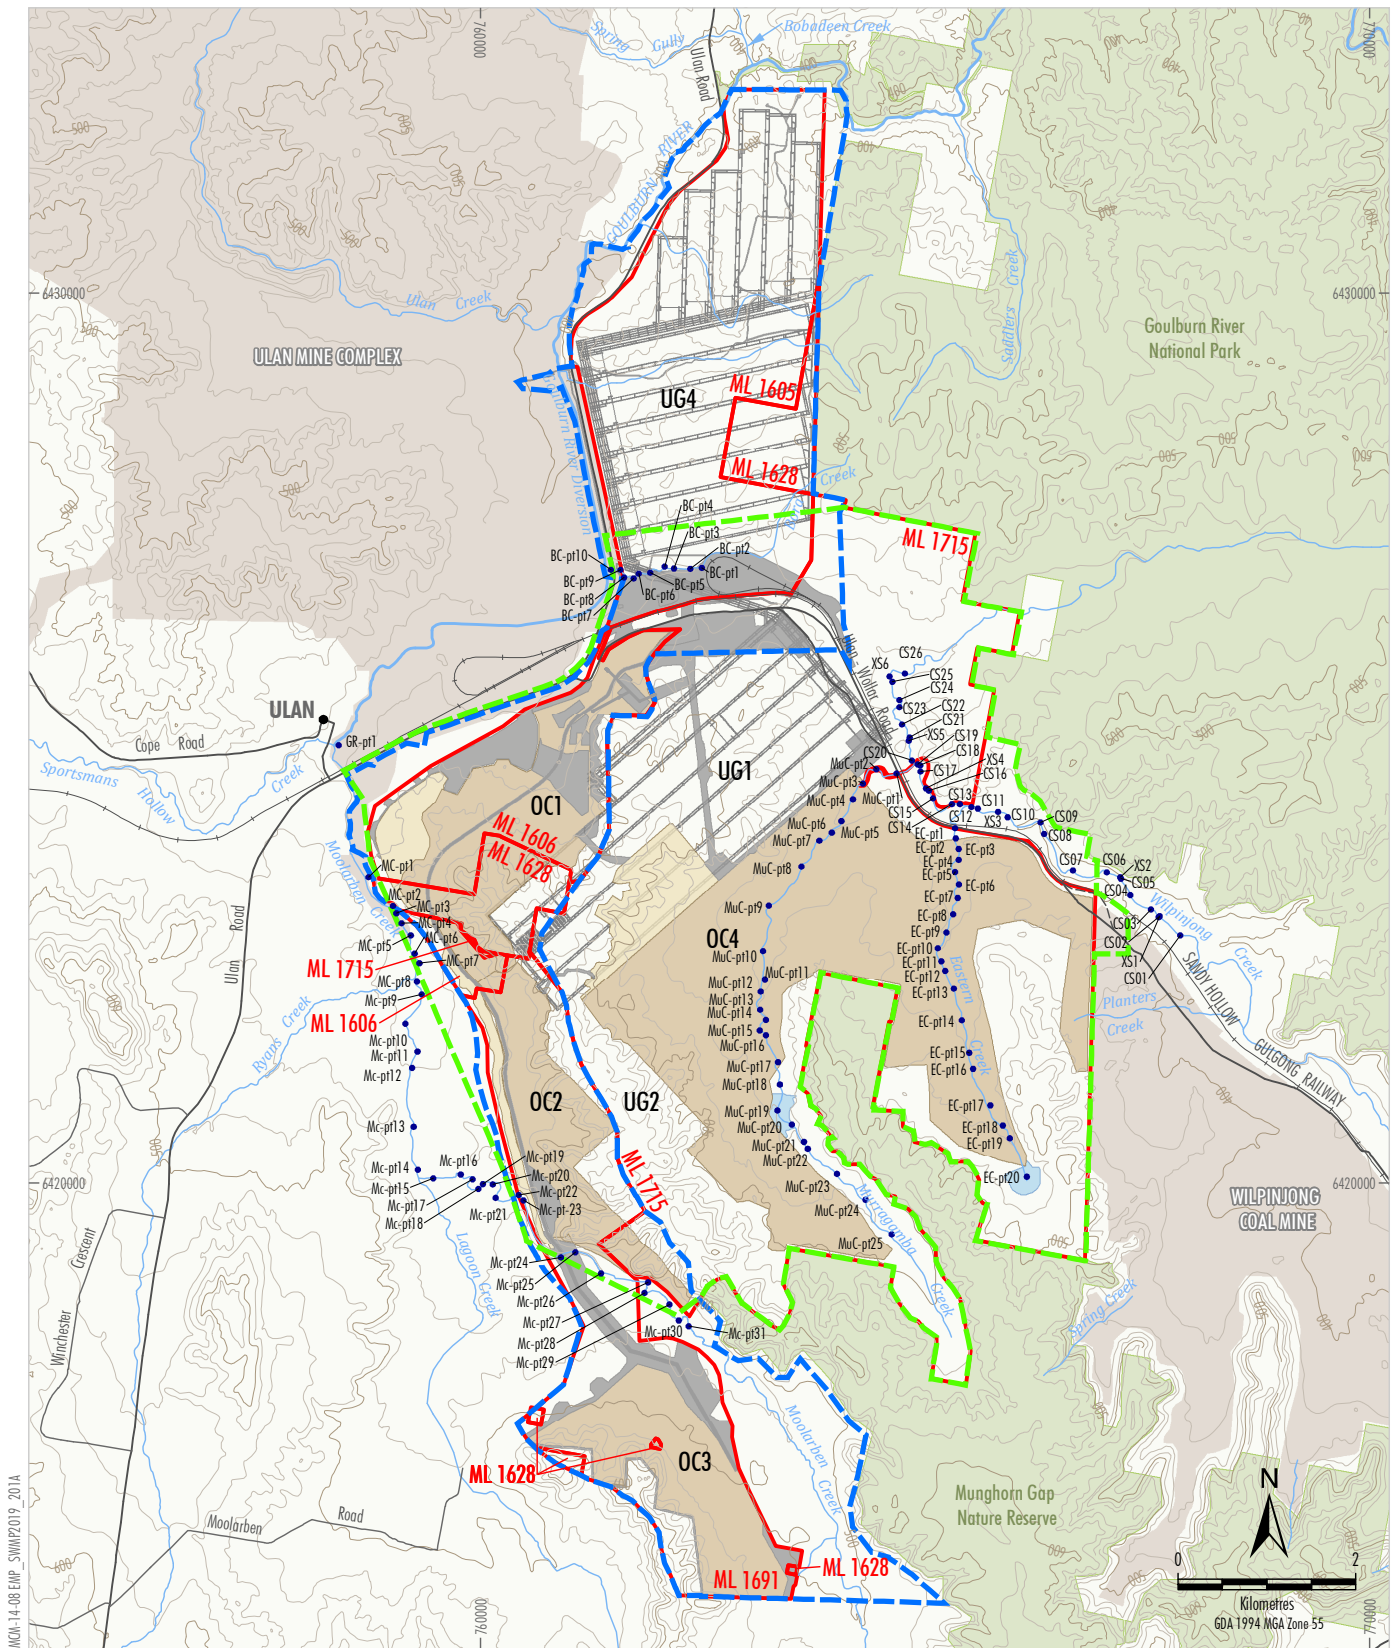 760000
770000
Spring
Gully
Bobadeen Creek
Ulan Road
GOULBURN RIVER
6430000
6430000
Ulan Creek
Saddlers Creek
Goulburn River
National Park
ULAN MINE COMPLEX
UG4
ML 1605
ML 1628
Goulburn River Diversion
Creek
BC-pt4
BC-pt3
BC-pt2
BC-pt1
BC-pt10
BC-pt9
BC-pt8
BC-pt7
BC-pt5
BC-pt6
ML 1715
Ulan - Wollar Road
XS6
CS26
CS25
CS24
CS23
CS22
CS21
XS5
CS19
CS18
CS20
XS4
CS17
CS16
MuC-pt2
MuC-pt3
MuC-pt1
MuC-pt4
CS15
CS14
CS13
CS12
CS11
XS3
CS10
CS09
CS08
CS07
CS06
XS2
CS05
CS04
CS03
CS02
XS1
CS01
Wilpinjong
Creek
ULAN
Cope Road
GR-pt1
Sportsmans
Hollow
Creek
UG1
OC1
ML 1606
ML 1628
MuC-pt6
MuC-pt5
MuC-pt7
MuC-pt8
MuC-pt9
OC4
MuC-pt10
MuC-pt11
MuC-pt12
MuC-pt13
MuC-pt14
MuC-pt15
MuC-pt16
MuC-pt17
MuC-pt18
MuC-pt19
MuC-pt20
MuC-pt21
MuC-pt22
MuC-pt23
MuC-pt24
MuC-pt25
Murragamba
Creek
EC-pt1
EC-pt2
EC-pt3
EC-pt4
EC-pt5
EC-pt6
EC-pt7
EC-pt8
EC-pt9
EC-pt10
EC-pt11
EC-pt12
EC-pt13
EC-pt14
EC-pt15
EC-pt16
EC-pt17
EC-pt18
EC-pt19
EC-pt20
Eastern
Creek
Planters
Creek
SANDY HOLLOW
GULGONG RAILWAY
Moolarben
Creek
MC-pt1
MC-pt2
MC-pt3
MC-pt4
MC-pt5
MC-pt6
MC-pt7
MC-pt8
Mc-pt9
Mc-pt10
Mc-pt11
Mc-pt12
Mc-pt13
Mc-pt14
Mc-pt15
Mc-pt16
Mc-pt17
Mc-pt18
Mc-pt19
Mc-pt20
Mc-pt21
Mc-pt22
Mc-pt-23
Mc-pt24
Mc-pt25
Mc-pt26
Mc-pt27
Mc-pt28
Mc-pt29
Mc-pt30
Mc-pt31
Ulan
Road
ML 1715
ML 1606
Ryans
Creek
OC2
UG2
ML 1715
6420000
6420000
WILPINJONG
COAL MINE
Lagoon Creek
Winchester
Crescent
Spring Creek
Moolarben
Creek
OC3
ML 1628
ML 1628
ML 1691
Moolarben
Road
Munghorn Gap
Nature Reserve
N
0
2
Kilometres
GDA 1994 MGA Zone 55
760000
770000
MCM-14-08 EMP_SWMP2019_201A
400
500
600